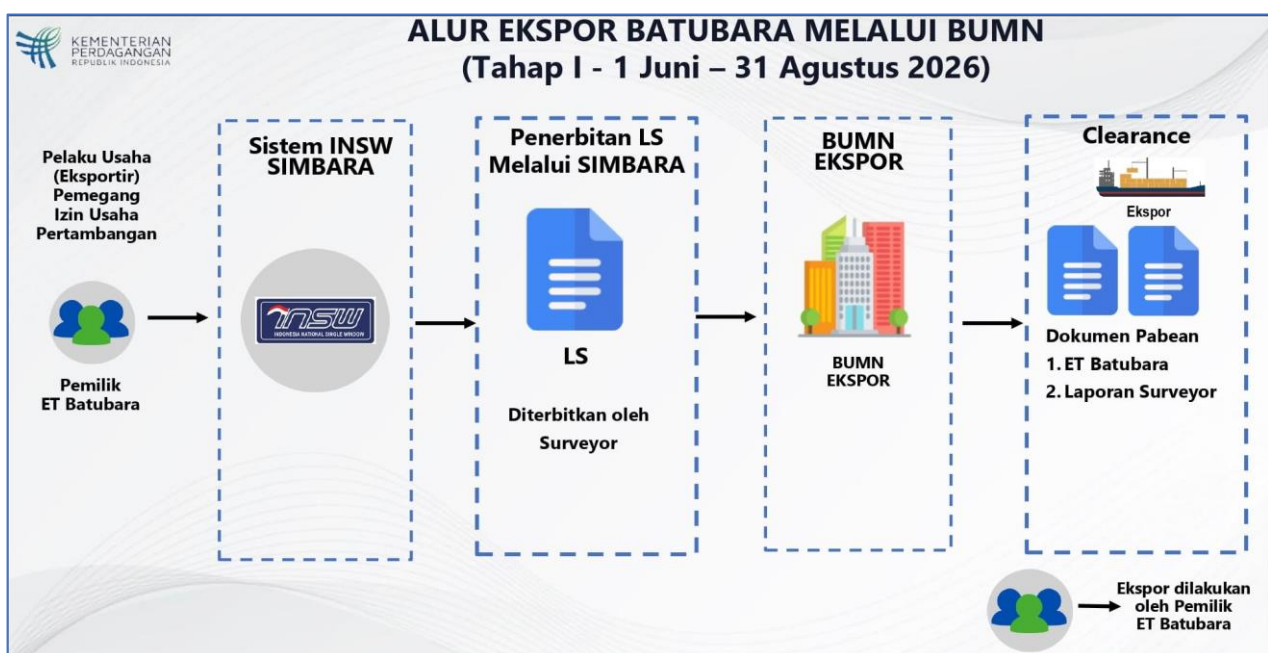 KEMENTERIAN
PERDAGANGAN
REPUBLIK INDONESIA
ALUR EKSPOR BATUBARA MELALUI BUMN
(Tahap I - 1 Juni – 31 Agustus 2026)
Pelaku Usaha
(Eksportir)
Pemegang
Izin Usaha
Pertambangan
Pemilik
ET Batubara
Sistem INSW
SIMBARA
INSW
INDONESIA NATIONAL SINGLE WINDOW
Penerbitan LS
Melalui SIMBARA
LS
Diterbitkan oleh
Surveyor
BUMN
EKSPOR
BUMN
EKSPOR
Clearance
Ekspor
Dokumen Pabean
1. ET Batubara
2. Laporan Surveyor
Ekspor dilakukan
oleh Pemilik
ET Batubara